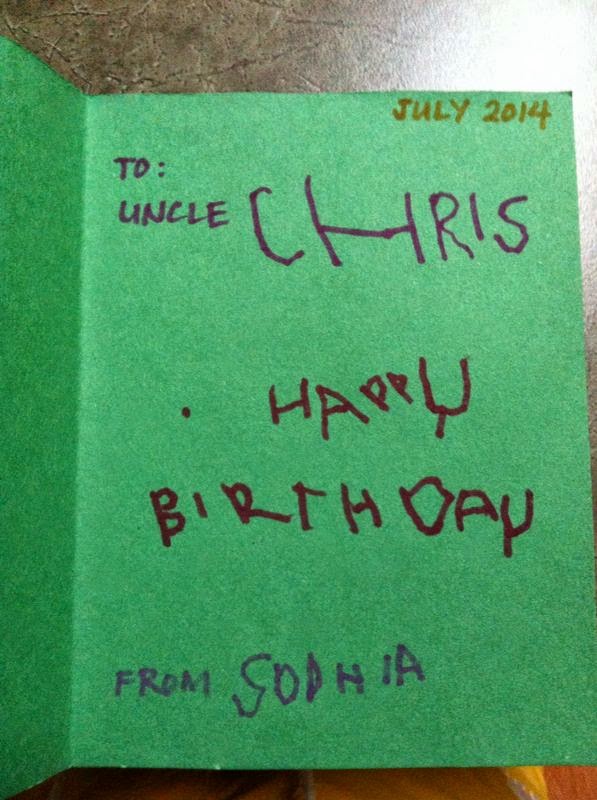 JULY 2014
TO:
UNCLE CHRIS
HAPPY
BIRTHDAY
FROM SOPHIA